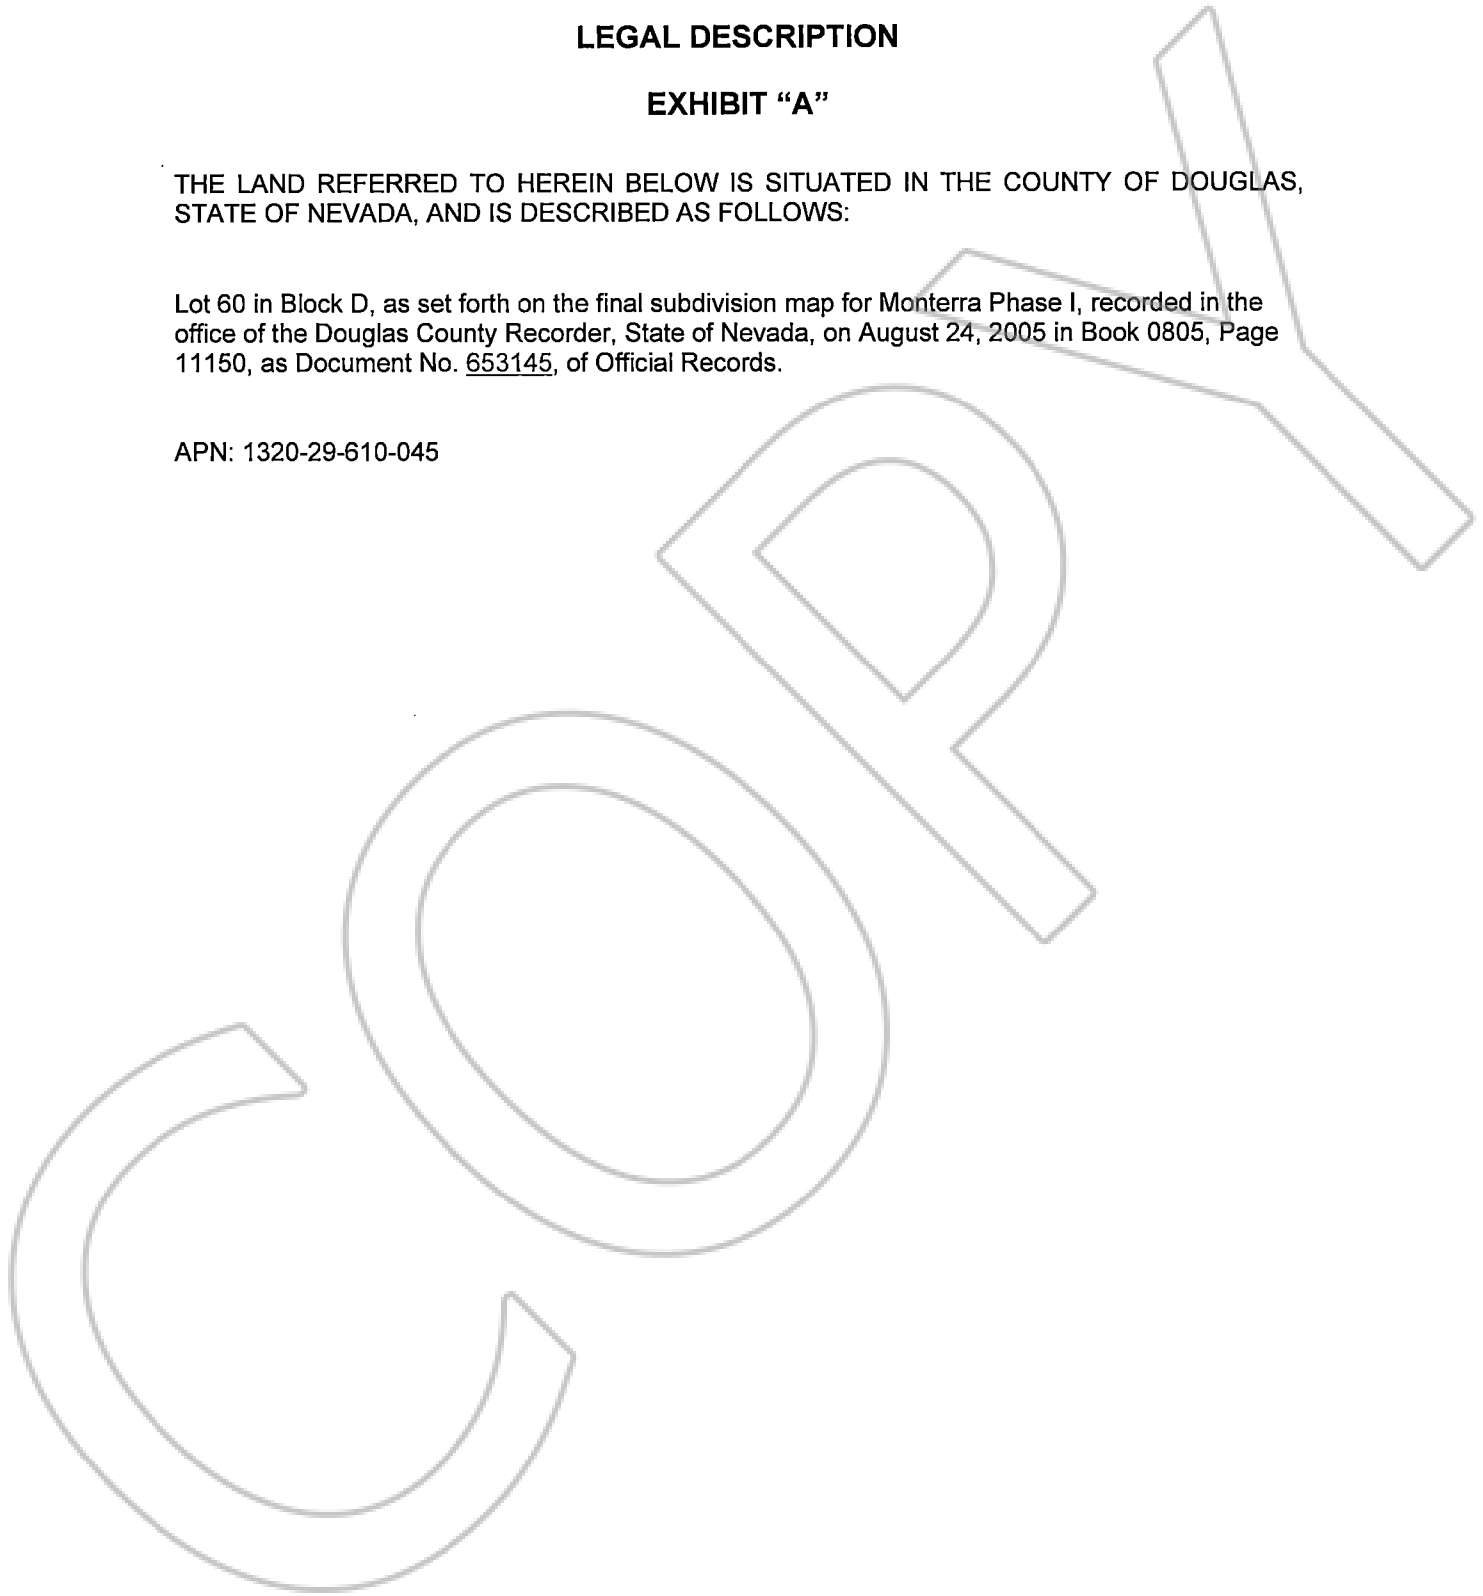 LEGAL DESCRIPTION
EXHIBIT “A”
THE LAND REFERRED TO HEREIN BELOW IS SITUATED IN THE COUNTY OF DOUGLAS,
STATE OF NEVADA, AND IS DESCRIBED AS FOLLOWS:
Lot 60 in Block D, as set forth on the final subdivision map for Monterra Phase I, recorded in the
office of the Douglas County Recorder, State of Nevada, on August 24, 2005 in Book 0805, Page
11150, as Document No. 653145, of Official Records.
APN: 1320-29-610-045
COPY